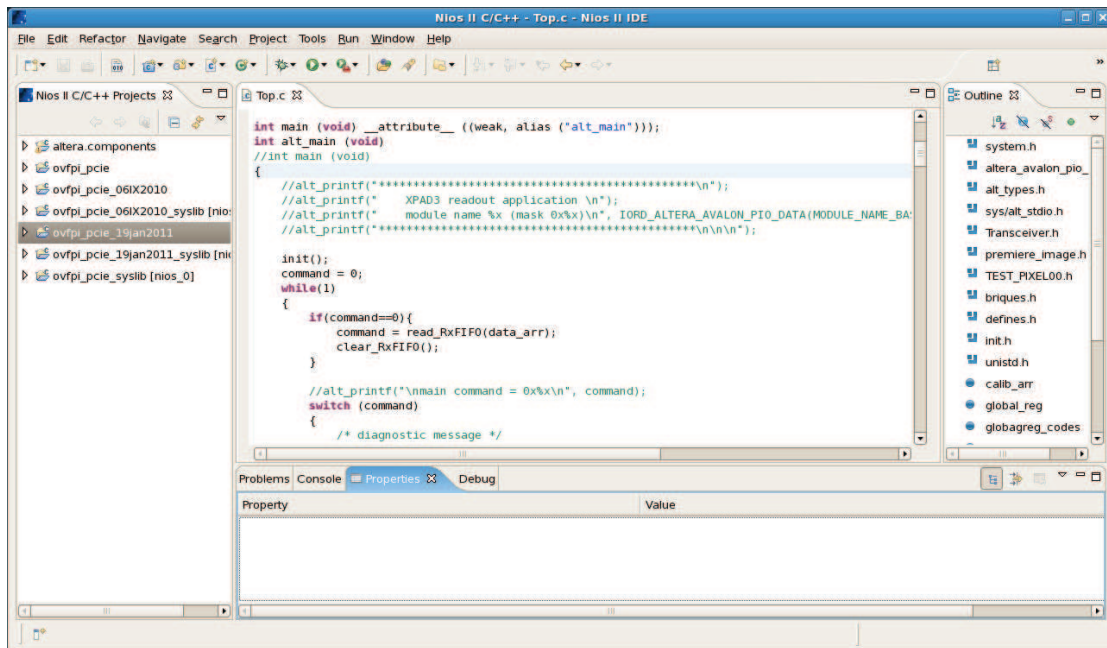 Nios II C/C++ - Top.c - Nios II IDE
File Edit Refactor Navigate Search Project Tools Run Window Help
Nios II C/C++ Projects
altera.components
ovfpi_pcie
ovfpi_pcie_06IX2010
ovfpi_pcie_06IX2010_syslib [nios
ovfpi_pcie_19jan2011
ovfpi_pcie_19jan2011_syslib [nio
ovfpi_pcie_syslib [nios_0]
Top.c
int main (void) __attribute__ ((weak, alias ("alt_main")));
int alt_main (void)
//int main (void)
{
//alt_printf("***********************************************\n");
//alt_printf("    XPAD3 readout application \n");
//alt_printf("    module name %x (mask 0x%x)\n", IORD_ALTERA_AVALON_PIO_DATA(MODULE_NAME_BA
//alt_printf("***********************************************\n\n\n");
init();
command = 0;
while(1)
{
if(command==0){
command = read_RxFIFO(data_arr);
clear_RxFIFO();
}
//alt_printf("\nmain command = 0x%x\n", command);
switch (command)
{
/* diagnostic message */
Outline
system.h
altera_avalon_pio_
alt_types.h
sys/alt_stdio.h
Transceiver.h
premiere_image.h
TEST_PIXEL00.h
briques.h
defines.h
init.h
unistd.h
calib_arr
global_reg
globagreg_codes
Problems Console Properties Debug
Property Value